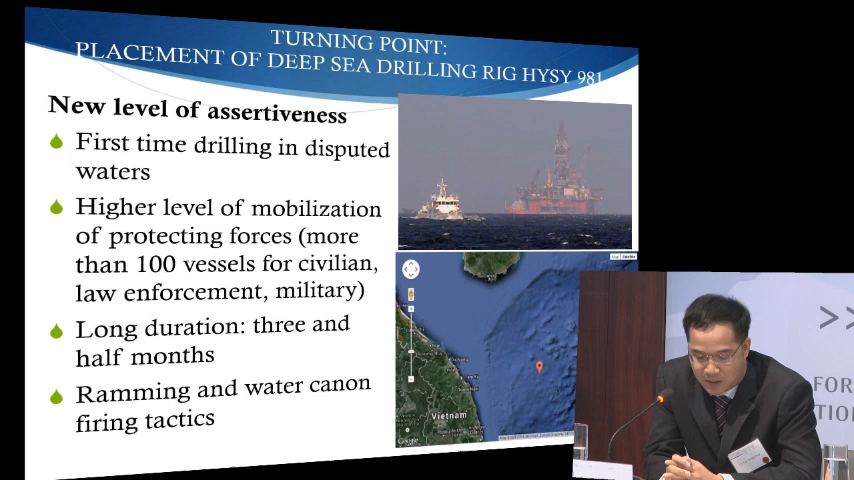 TURNING POINT:
PLACEMENT OF DEEP SEA DRILLING RIG HYSY 981
New level of assertiveness
First time drilling in disputed
waters
Higher level of mobilization
of protecting forces (more
than 100 vessels for civilian,
law enforcement, military)
Long duration: three and
half months
Ramming and water canon
firing tactics
Vietnam
Google
>>
FOR
TION